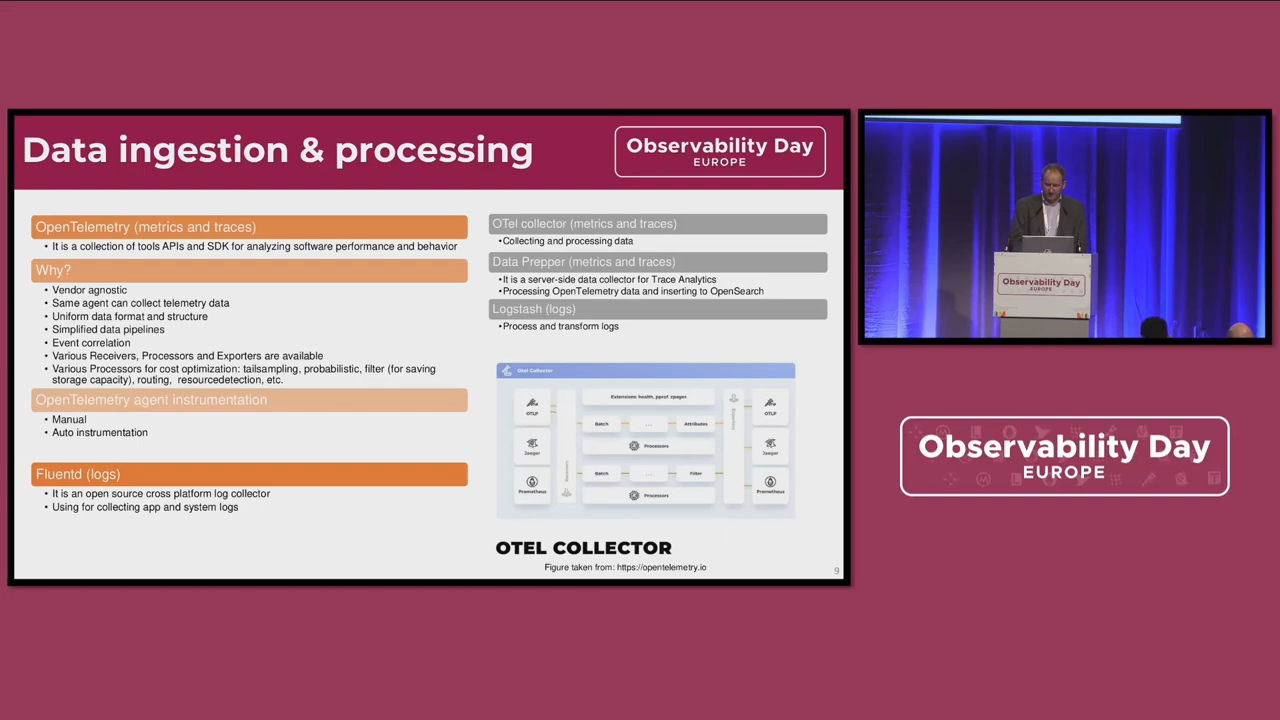 Data ingestion & processing
Observability Day
EUROPE
OpenTelemetry (metrics and traces)
• It is a collection of tools APIs and SDK for analyzing software performance and behavior
Why?
• Vendor agnostic
• Same agent can collect telemetry data
• Uniform data format and structure
• Simplified data pipelines
• Event correlation
• Various Receivers, Processors and Exporters are available
• Various Processors for cost optimization: tailsampling, probabilistic, filter (for saving
storage capacity), routing, resourcedetection, etc.
OpenTelemetry agent instrumentation
• Manual
• Auto instrumentation
Fluentd (logs)
• It is an open source cross platform log collector
• Using for collecting app and system logs
OTel collector (metrics and traces)
•Collecting and processing data
Data Prepper (metrics and traces)
•It is a server-side data collector for Trace Analytics
•Processing OpenTelemetry data and inserting to OpenSearch
Logstash (logs)
•Process and transform logs
Otel Collector
Extensions: health, pprof, zpages
OTLP
Batch
...
Attributes
OTLP
Processors
Jaeger
Jaeger
Batch
...
Filter
Prometheus
Processors
Prometheus
OTEL COLLECTOR
Figure taken from: https://opentelemetry.io
9
Observability Day
EUROPE
Observability Day
EUROPE